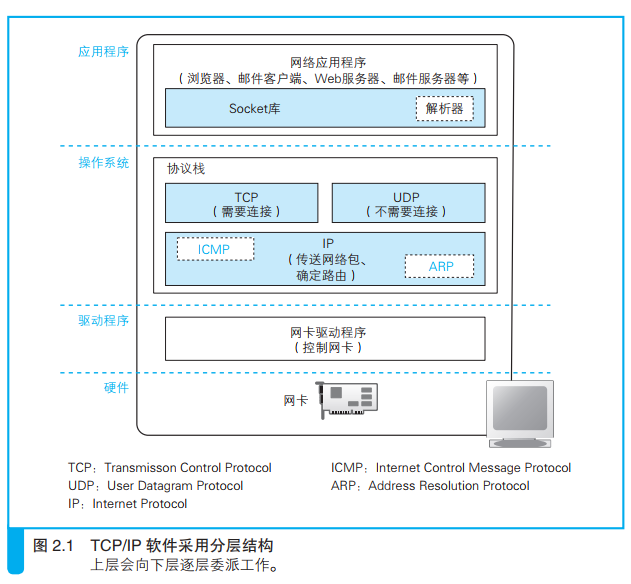 应用程序
网络应用程序
（浏览器、邮件客户端、Web服务器、邮件服务器等）
Socket库
解析器
操作系统
协议栈
TCP
（需要连接）
UDP
（不需要连接）
ICMP
IP
（传送网络包、
确定路由）
ARP
驱动程序
网卡驱动程序
（控制网卡）
硬件
网卡
TCP：Transmisson Control Protocol
UDP：User Datagram Protocol
IP：Internet Protocol
ICMP：Internet Control Message Protocol
ARP：Address Resolution Protocol
图 2.1 TCP/IP 软件采用分层结构
上层会向下层逐层委派工作。